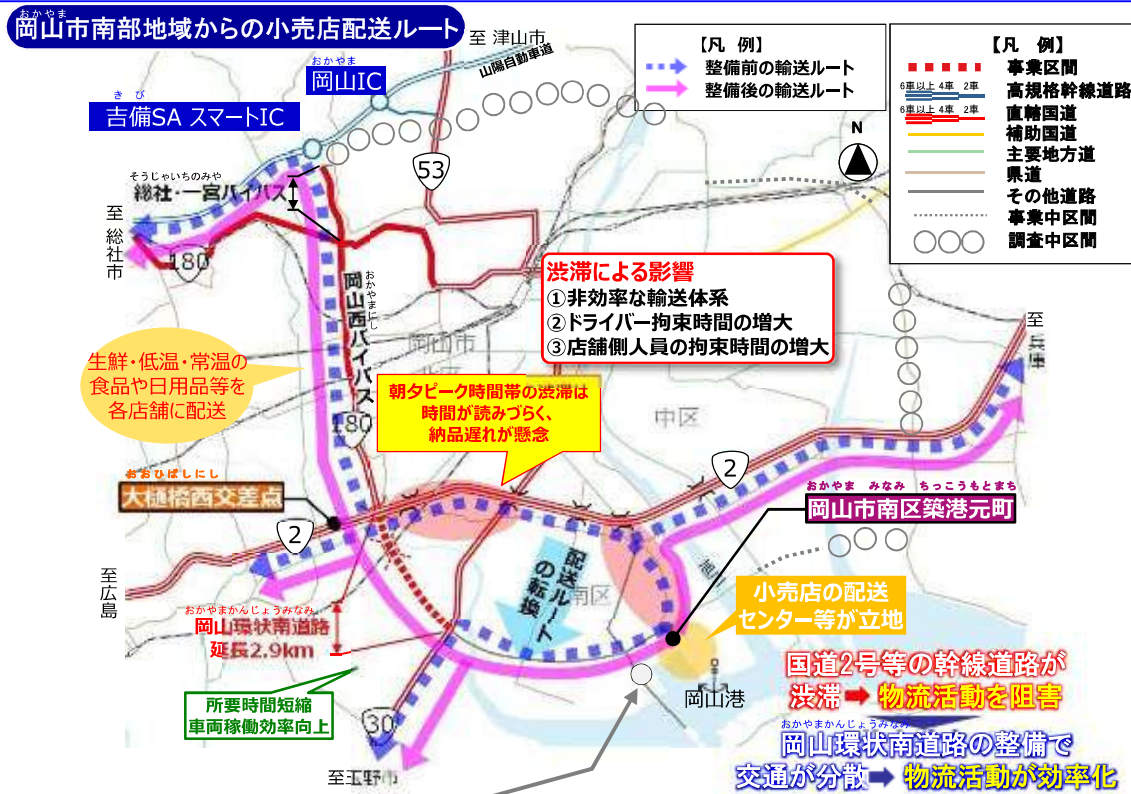 おかやま
岡山市南部地域からの小売店配送ルート
至 津山市
山陽自動車道
おかやま
岡山IC
きび
吉備SA スマートIC
【凡 例】
整備前の輸送ルート
整備後の輸送ルート
【凡 例】
事業区間
6車以上 4車 2車
高規格幹線道路
6車以上 4車 2車
直轄国道
補助国道
主要地方道
県道
その他道路
事業中区間
調査中区間
N
53
そうじゃいちのみや
総社・一宮バイパス
至総社市
180
おかやまにし
岡山西バイパス
180
渋滞による影響
①非効率な輸送体系
②ドライバー拘束時間の増大
③店舗側人員の拘束時間の増大
至兵庫
岡山市
北区
中区
生鮮・低温・常温の
食品や日用品等を
各店舗に配送
朝夕ピーク時間帯の渋滞は
時間が読みづらく、
納品遅れが懸念
おおひばしにし
大樋橋西交差点
2
2
おかやま みなみ ちっこうもとまち
岡山市南区築港元町
至広島
配送ルート
の転換
南区
旭川
小売店の配送
センター等が立地
おかやまかんじょうみなみ
岡山環状南道路
延長2.9km
所要時間短縮
車両稼働効率向上
30
至玉野市
岡山港
国道2号等の幹線道路が
渋滞➡物流活動を阻害
おかやまかんじょうみなみ
岡山環状南道路の整備で
交通が分散➡物流活動が効率化